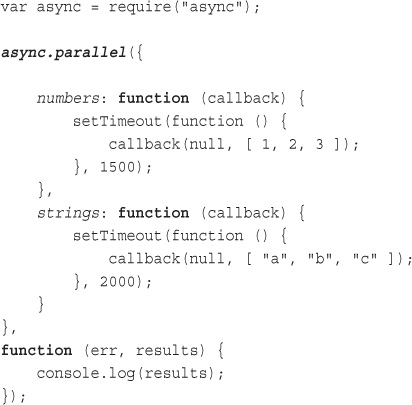 var async = require("async");
async.parallel({
numbers: function (callback) {
setTimeout(function () {
callback(null, [ 1, 2, 3 ]);
}, 1500);
},
strings: function (callback) {
setTimeout(function () {
callback(null, [ "a", "b", "c" ]);
}, 2000);
}
},
function (err, results) {
console.log(results);
});